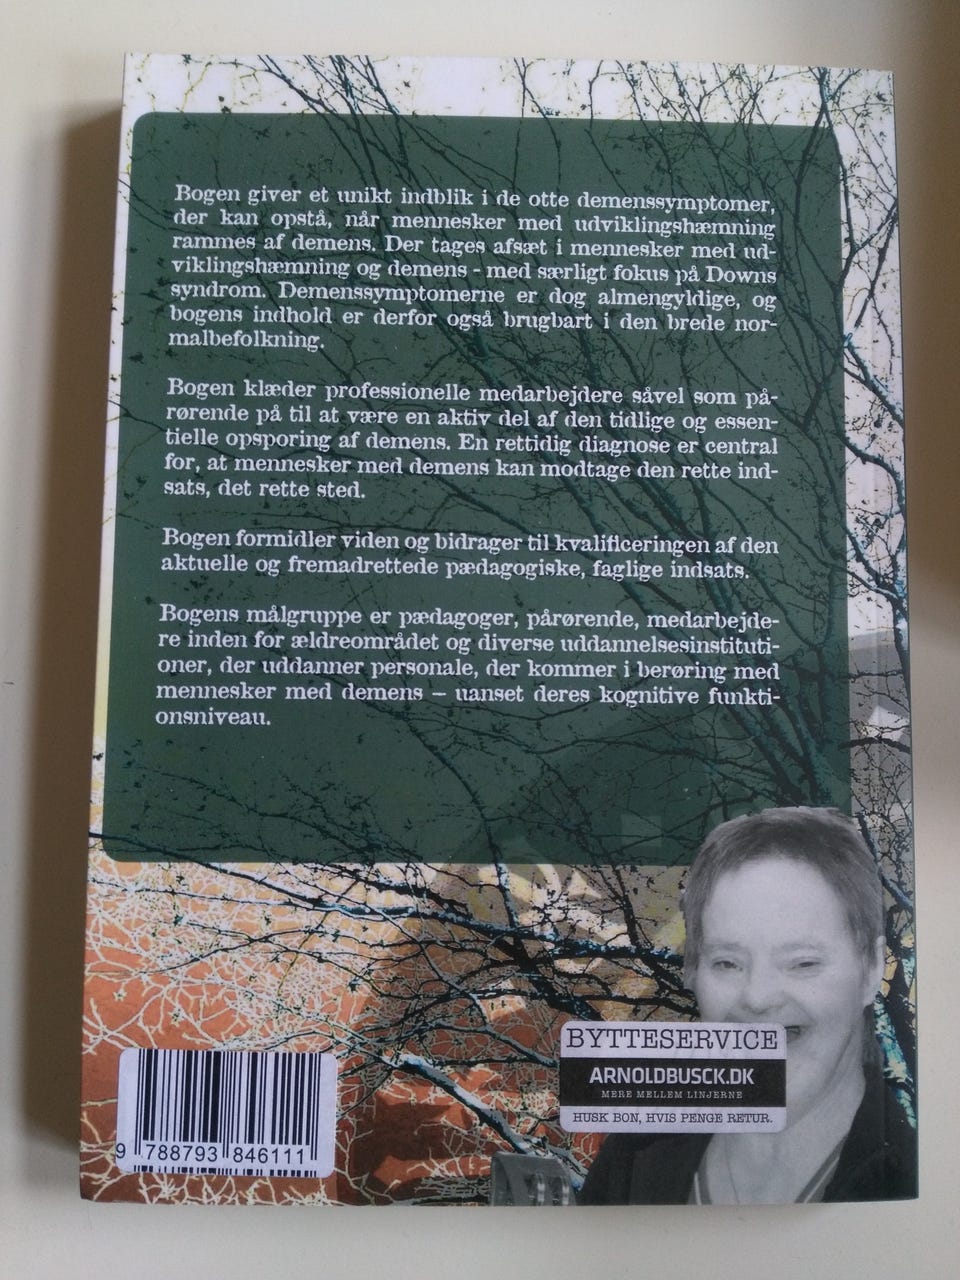 Bogen giver et unikt indblik i de otte demenssymptomer,
der kan opstå, når mennesker med udviklingshæmning
rammes af demens. Der tages afsæt i mennesker med ud-
viklingshæmning og demens - med særligt fokus på Downs
syndrom. Demenssymptomerne er dog almengyldige, og
bogens indhold er derfor også brugbart i den brede nor-
malbefolkning.
Bogen klæder professionelle medarbejdere såvel som på-
rørende på til at være en aktiv del af den tidlige og essen-
tielle opsporing af demens. En rettidig diagnose er central
for, at mennesker med demens kan modtage den rette ind-
sats, det rette sted.
Bogen formidler viden og bidrager til kvalificeringen af den
aktuelle og fremadrettede pædagogiske, faglige indsats.
Bogens målgruppe er pædagoger, pårørende, medarbejde-
re inden for ældreområdet og diverse uddannelsesinstituti-
oner, der uddanner personale, der kommer i berøring med
mennesker med demens – uanset deres kognitive funkti-
onsniveau.
BYTTESERVICE
ARNOLDBUSCK.DK
MERE MELLEM LINJERNE
HUSK BON, HVIS PENGE RETUR.
9 788793 846111